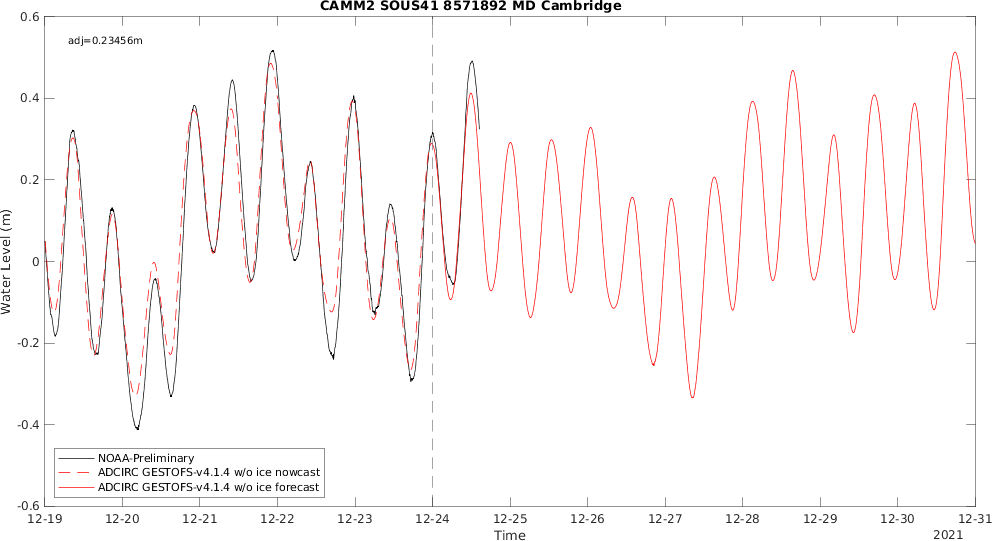 CAMM2 SOUS41 8571892 MD Cambridge
adj=0.23456m
0.6
0.4
0.2
0
-0.2
-0.4
-0.6
Water Level (m)
NOAA-Preliminary
ADCIRC GESTOFS-v4.1.4 w/o ice nowcast
ADCIRC GESTOFS-v4.1.4 w/o ice forecast
12-19 12-20 12-21 12-22 12-23 12-24 12-25 12-26 12-27 12-28 12-29 12-30 12-31
Time
2021